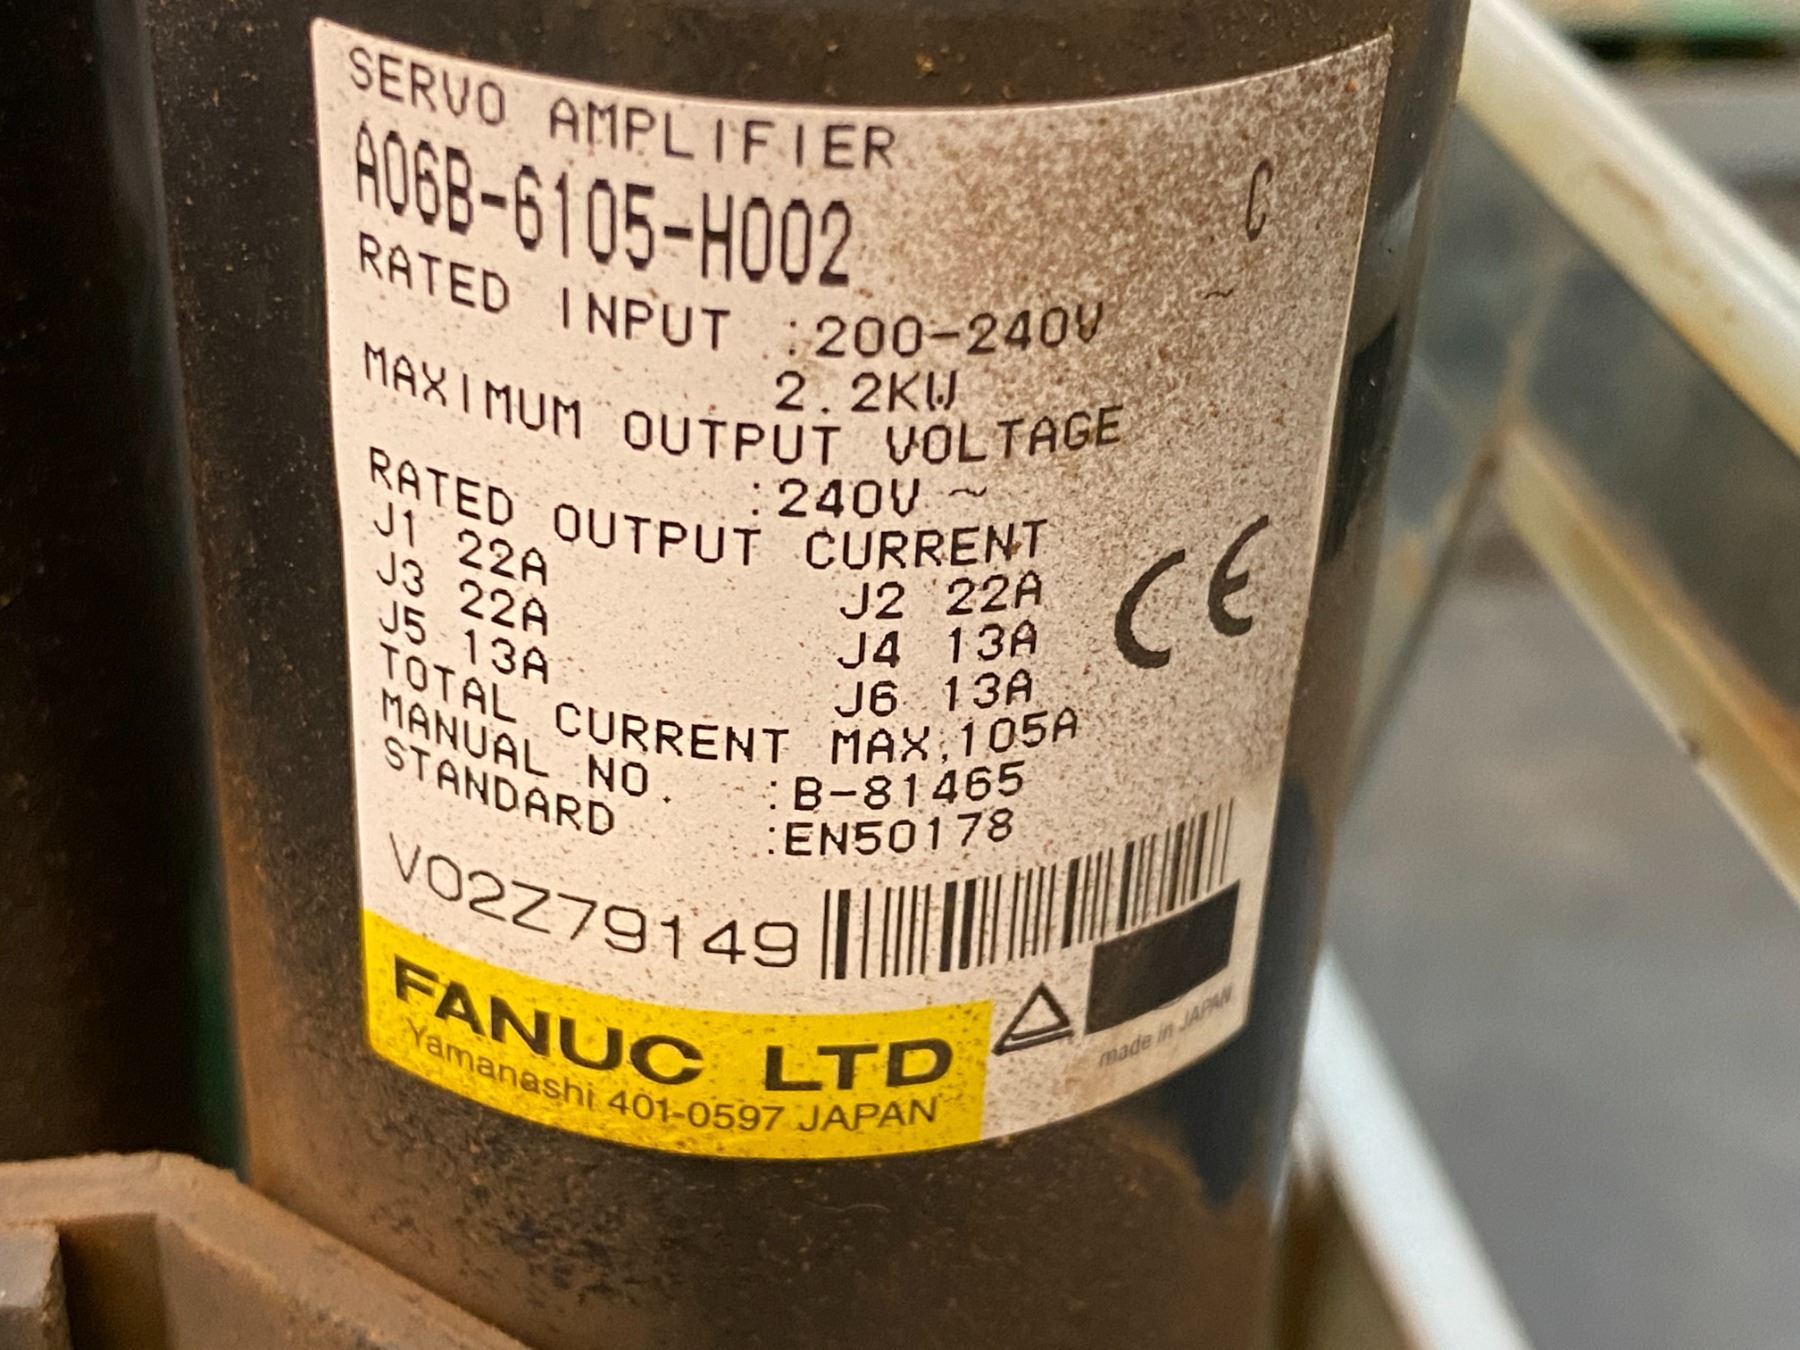 SERVO AMPLIFIER
A06B-6105-H002 C
RATED INPUT :200-240V ~
2.2KW
MAXIMUM OUTPUT VOLTAGE
:240V ~
RATED OUTPUT CURRENT
J1 22A J2 22A
J3 22A J4 13A
J5 13A J6 13A
TOTAL CURRENT MAX.105A
MANUAL NO. :B-81465
STANDARD :EN50178
CE
V02Z79149
FANUC LTD
Yamanashi 401-0597 JAPAN
made in JAPAN